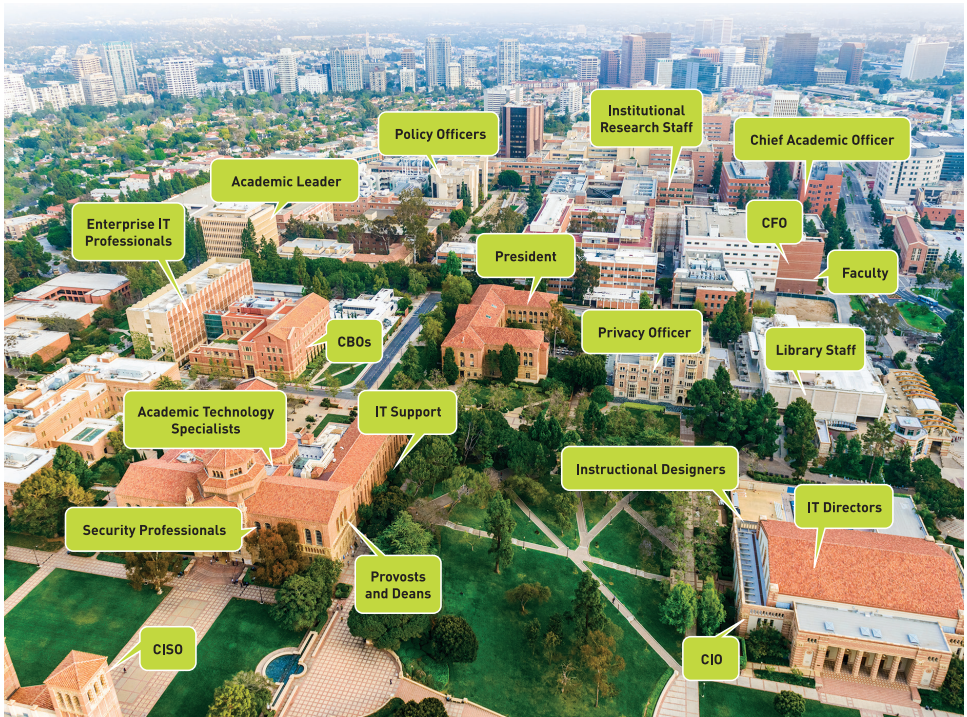 Institutional
Research Staff
Policy Officers
Chief Academic Officer
Academic Leader
Enterprise IT
Professionals
CFO
President
Faculty
CBOs
Privacy Officer
Library Staff
Academic Technology
Specialists
IT Support
Instructional Designers
IT Directors
Security Professionals
Provosts
and Deans
CISO
CIO